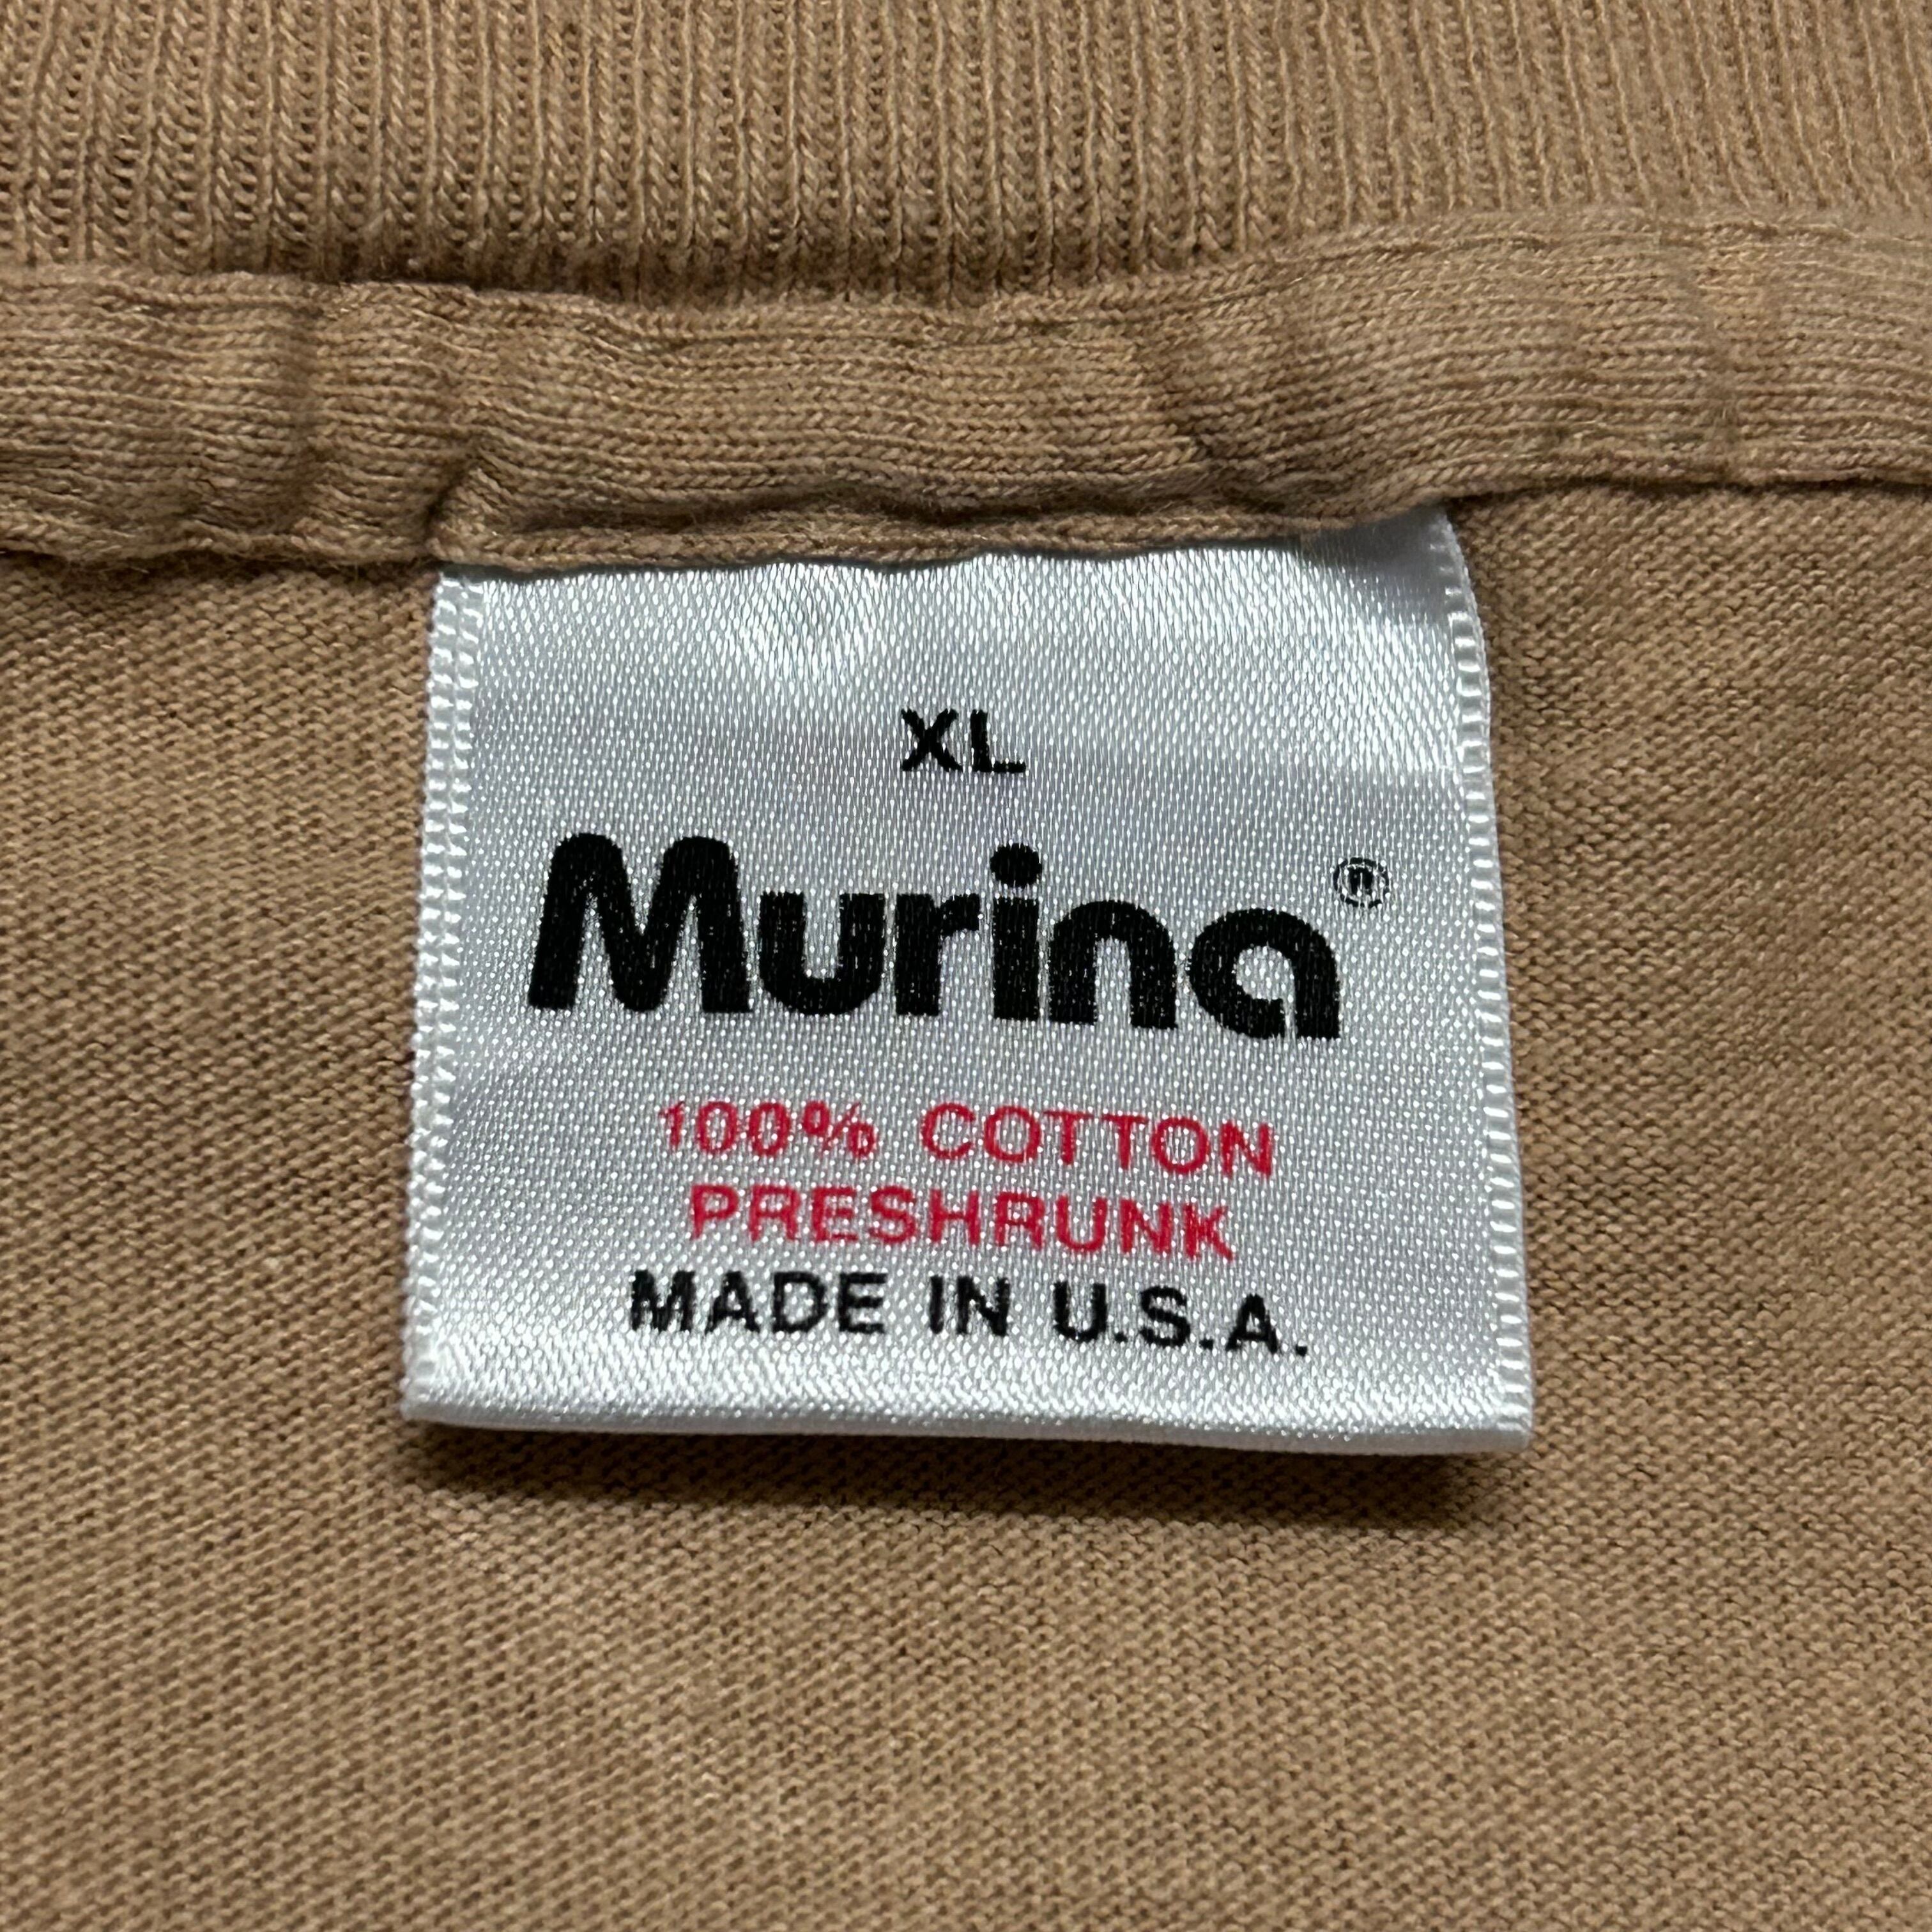 XL
Murina®
100% COTTON
PRESHRUNK
MADE IN U.S.A.